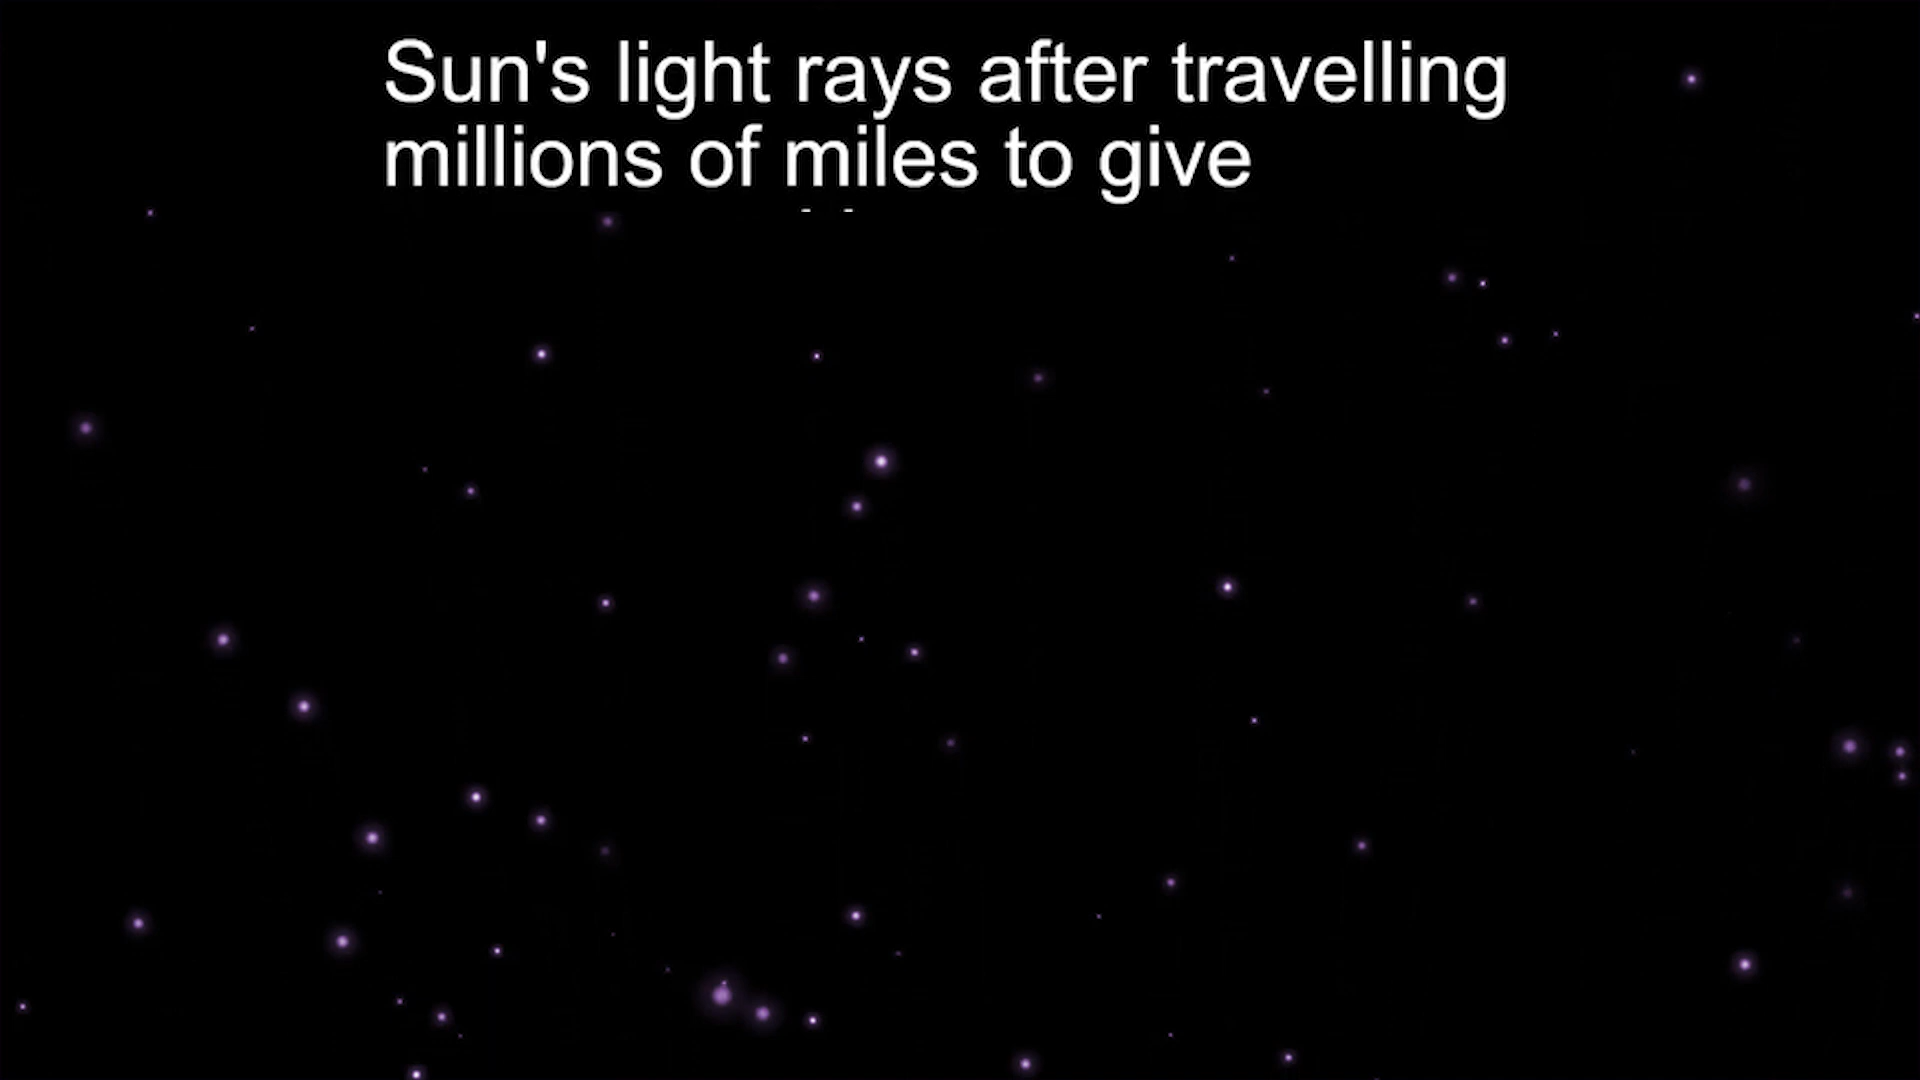 Sun's light rays after travelling
millions of miles to give